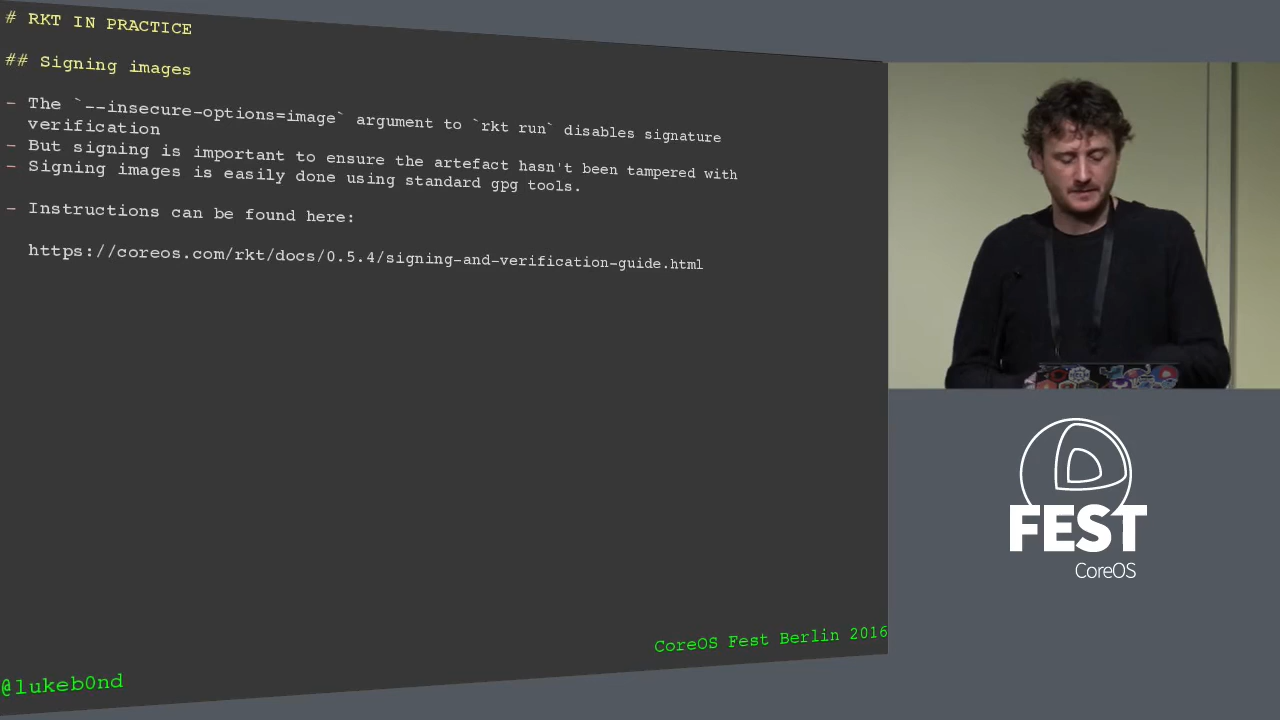 # RKT IN PRACTICE
## Signing images
- The `--insecure-options=image` argument to `rkt run` disables signature
verification
- But signing is important to ensure the artefact hasn't been tampered with
- Signing images is easily done using standard gpg tools.
- Instructions can be found here:
https://coreos.com/rkt/docs/0.5.4/signing-and-verification-guide.html
CoreOS Fest Berlin 2016
@lukeb0nd
FEST
CoreOS